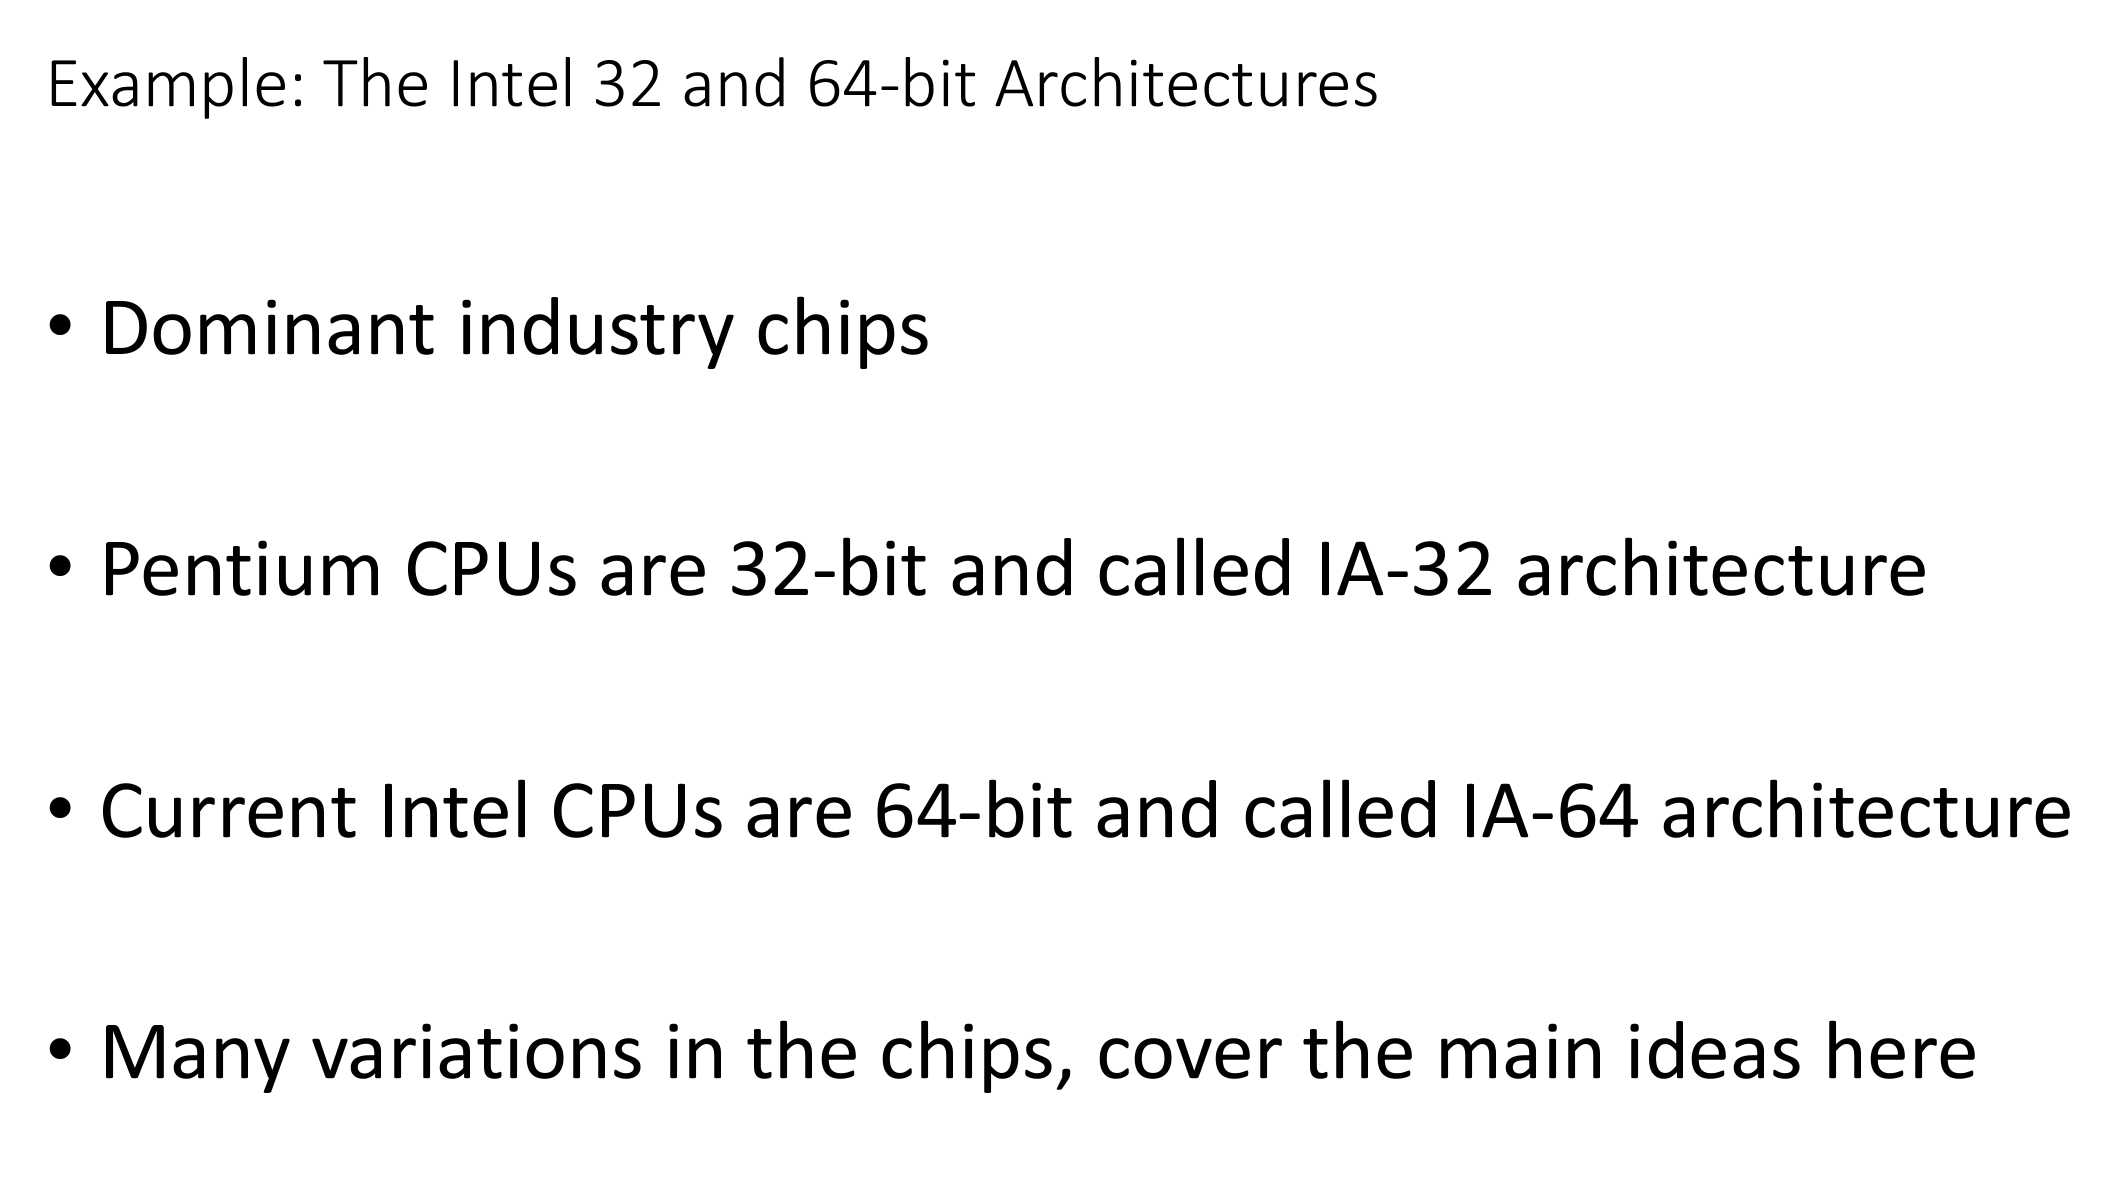 Example: The Intel 32 and 64-bit Architectures
• Dominant industry chips
• Pentium CPUs are 32-bit and called IA-32 architecture
• Current Intel CPUs are 64-bit and called IA-64 architecture
• Many variations in the chips, cover the main ideas here